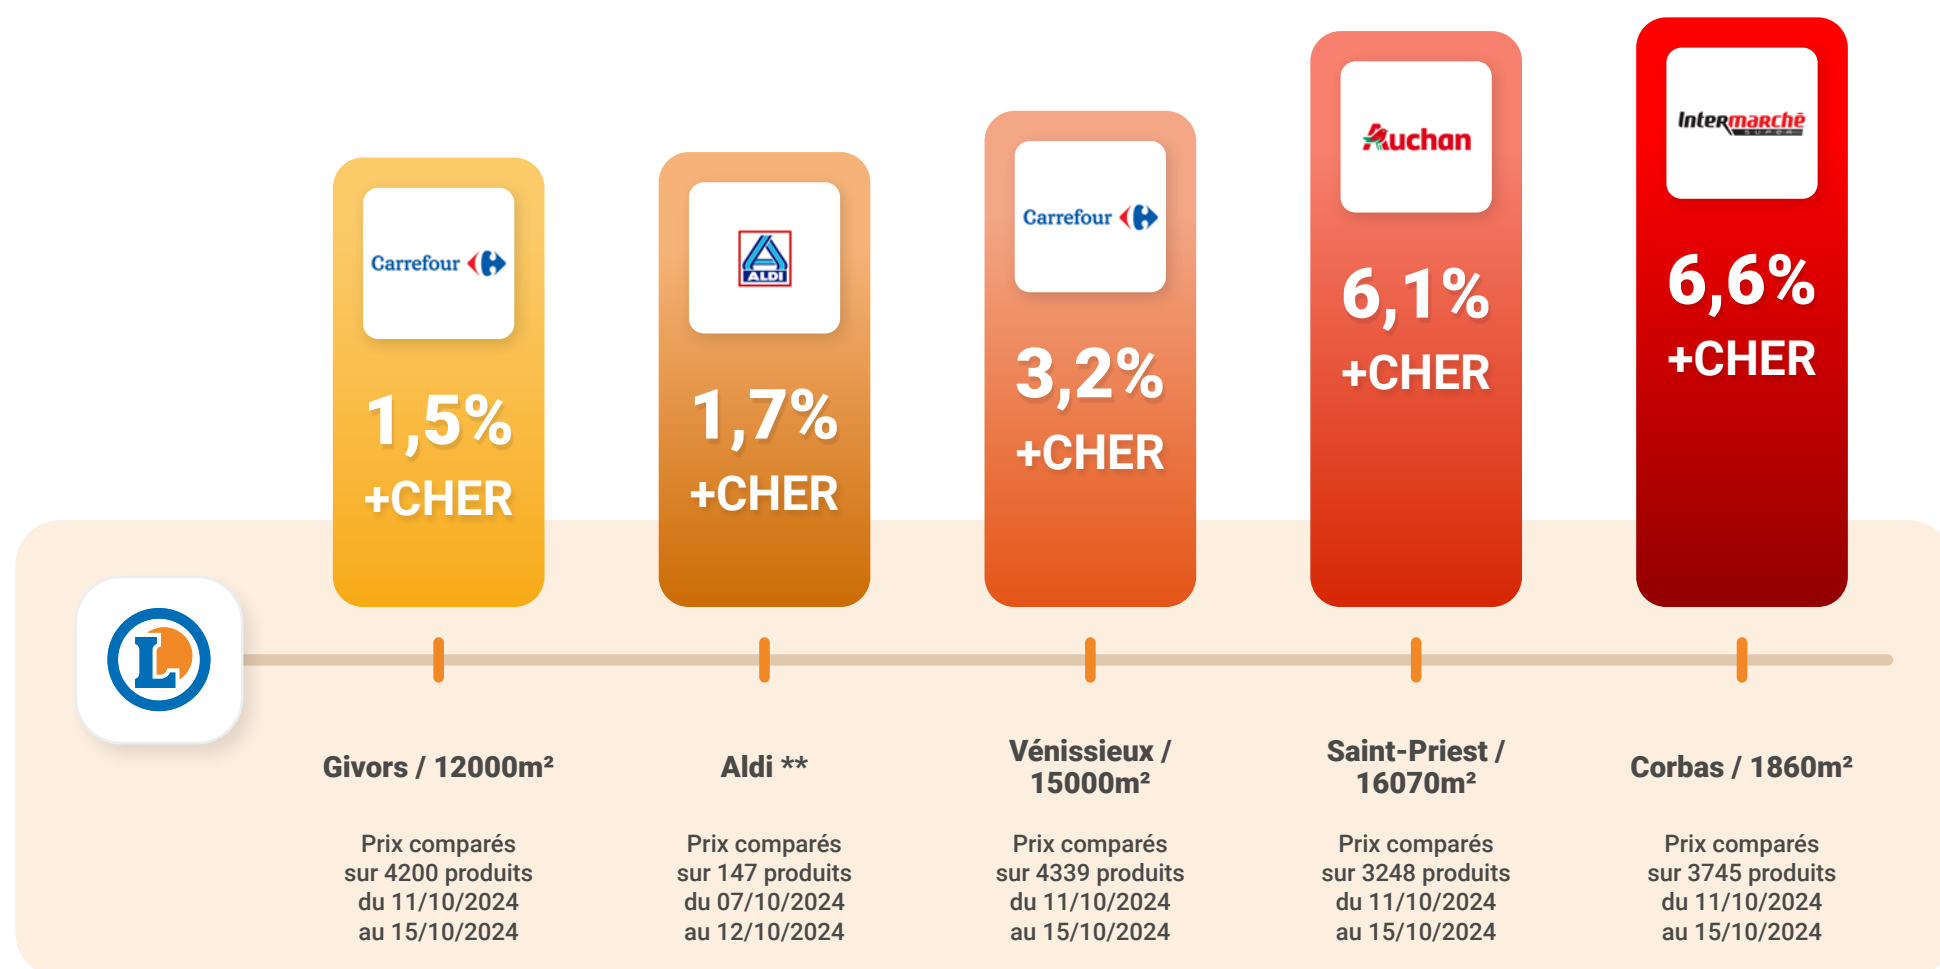 Carrefour
1,5%
+CHER
ALDI
1,7%
+CHER
Carrefour
3,2%
+CHER
Auchan
6,1%
+CHER
Intermarchē
SUPER
6,6%
+CHER
L
Givors / 12000m²
Prix comparés
sur 4200 produits
du 11/10/2024
au 15/10/2024
Aldi **
Prix comparés
sur 147 produits
du 07/10/2024
au 12/10/2024
Vénissieux /
15000m²
Prix comparés
sur 4339 produits
du 11/10/2024
au 15/10/2024
Saint-Priest /
16070m²
Prix comparés
sur 3248 produits
du 11/10/2024
au 15/10/2024
Corbas / 1860m²
Prix comparés
sur 3745 produits
du 11/10/2024
au 15/10/2024